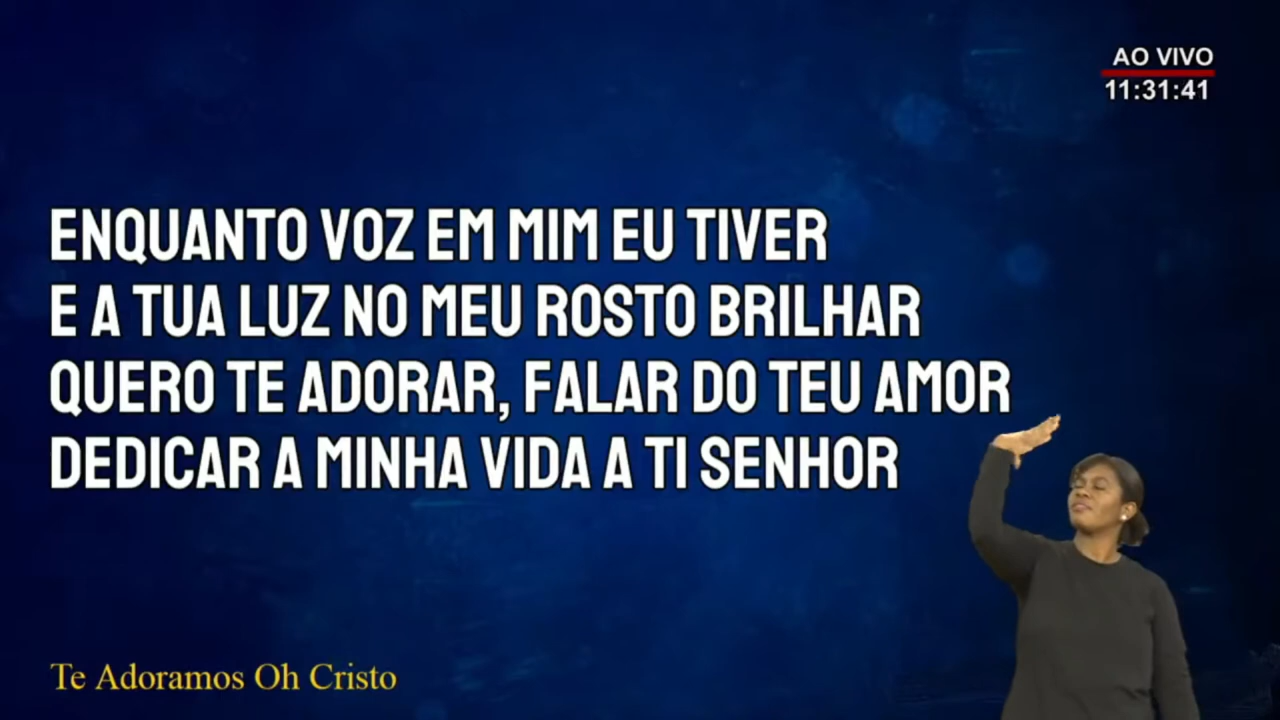 AO VIVO
11:31:41
ENQUANTO VOZ EM MIM EU TIVER
E A TUA LUZ NO MEU ROSTO BRILHAR
QUERO TE ADORAR, FALAR DO TEU AMOR
DEDICAR A MINHA VIDA A TI SENHOR
Te Adoramos Oh Cristo